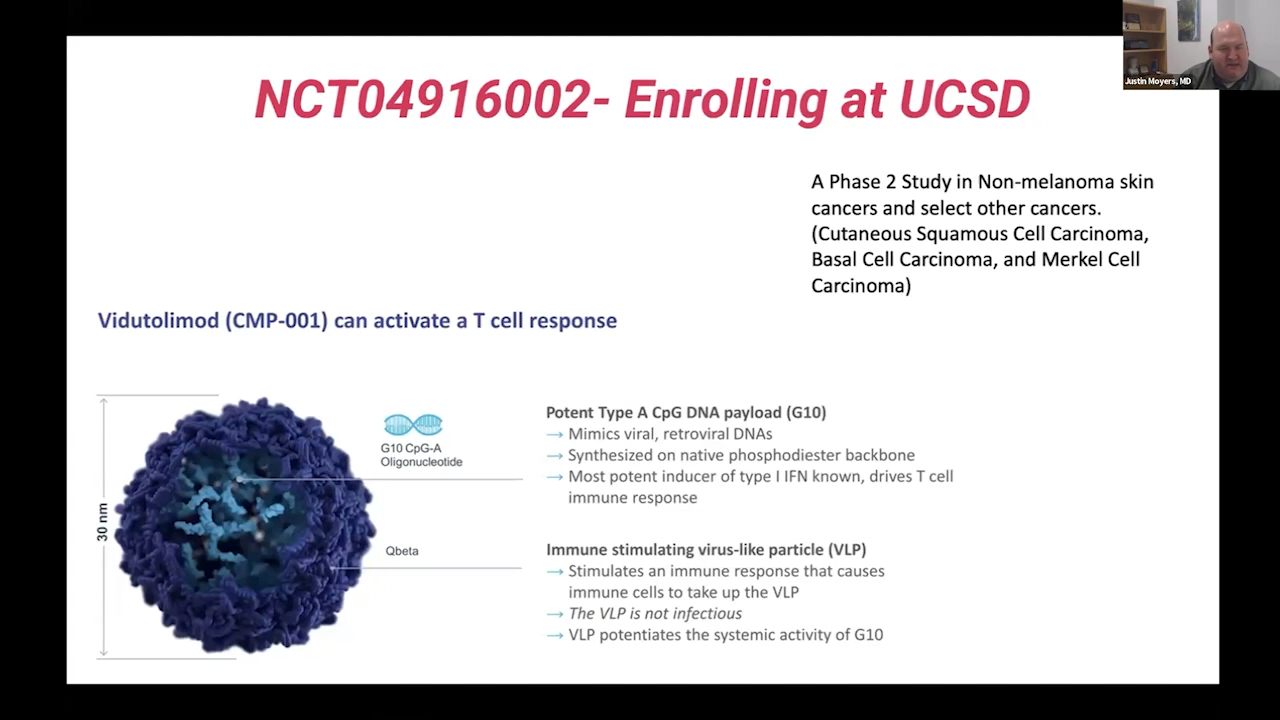 NCT04916002- Enrolling at UCSD
Justin Moyers, MD
A Phase 2 Study in Non-melanoma skin
cancers and select other cancers.
(Cutaneous Squamous Cell Carcinoma,
Basal Cell Carcinoma, and Merkel Cell
Carcinoma)
Vidutolimod (CMP-001) can activate a T cell response
30 nm
G10 CpG-A
Oligonucleotide
Qbeta
Potent Type A CpG DNA payload (G10)
→ Mimics viral, retroviral DNAs
→ Synthesized on native phosphodiester backbone
→ Most potent inducer of type I IFN known, drives T cell
immune response
Immune stimulating virus-like particle (VLP)
→ Stimulates an immune response that causes
immune cells to take up the VLP
→ The VLP is not infectious
→ VLP potentiates the systemic activity of G10